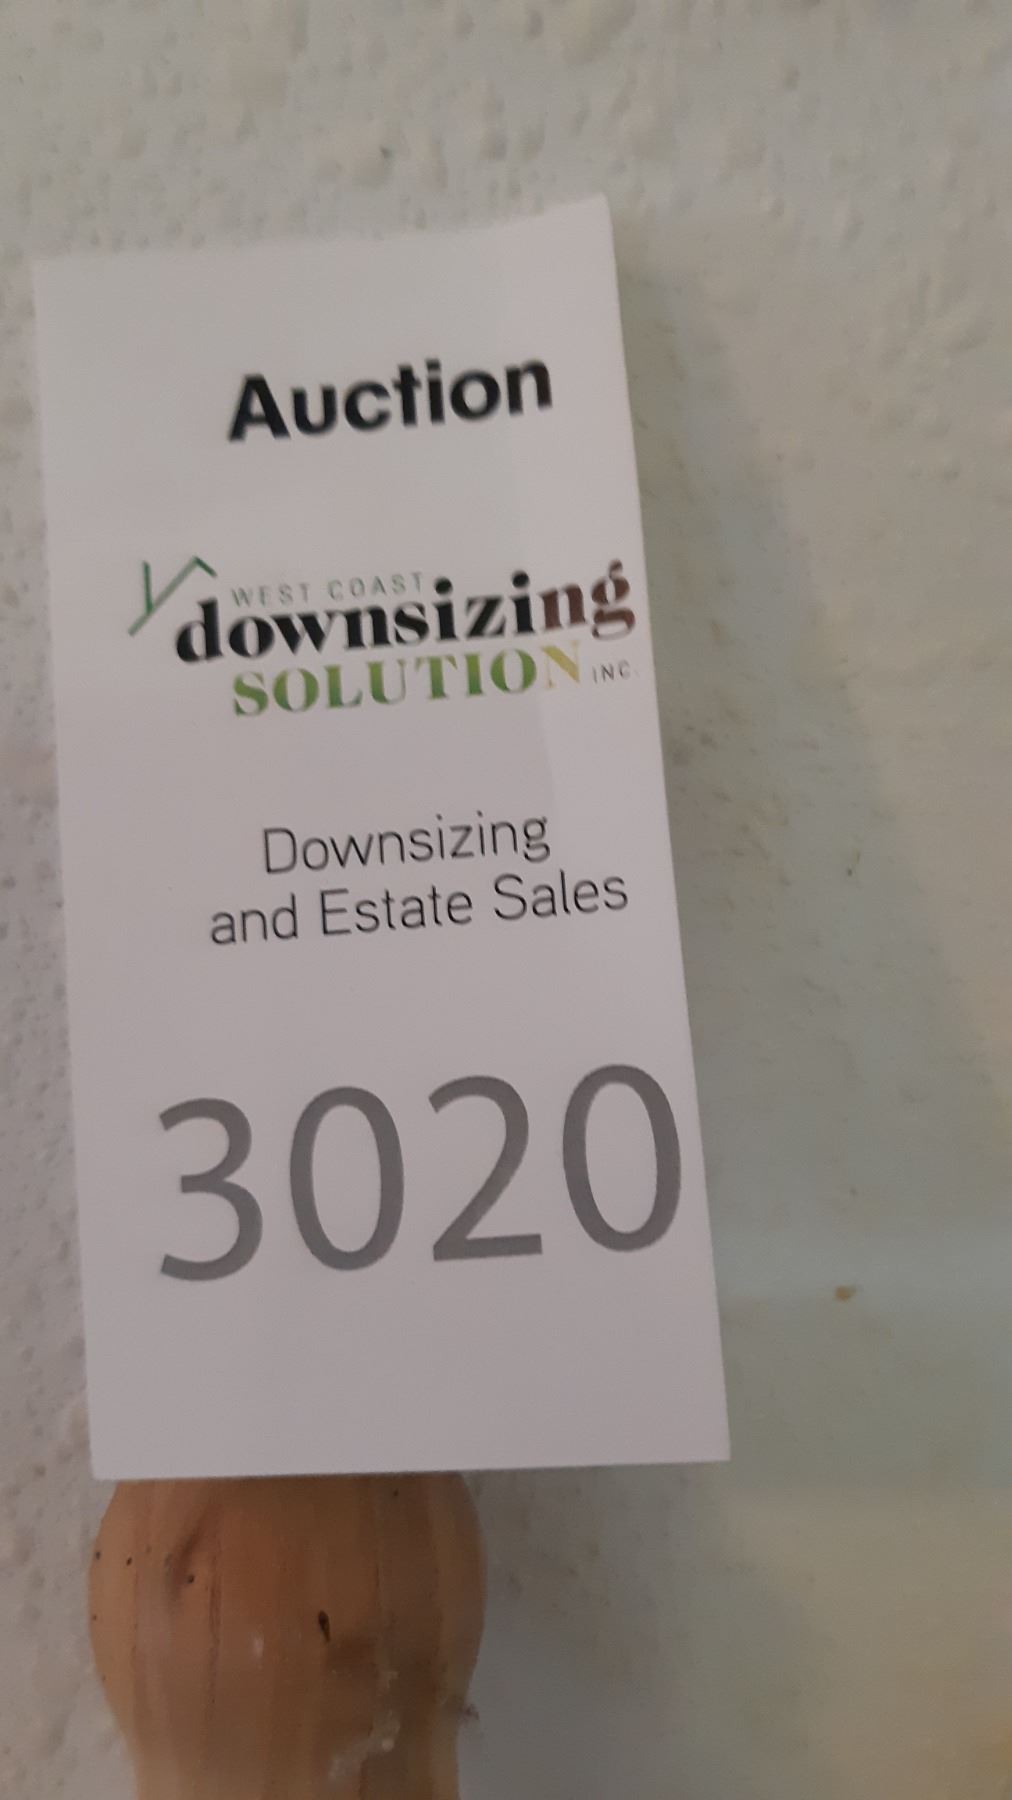 Auction
WEST COAST
downsizing
SOLUTION INC.
Downsizing
and Estate Sales
3020